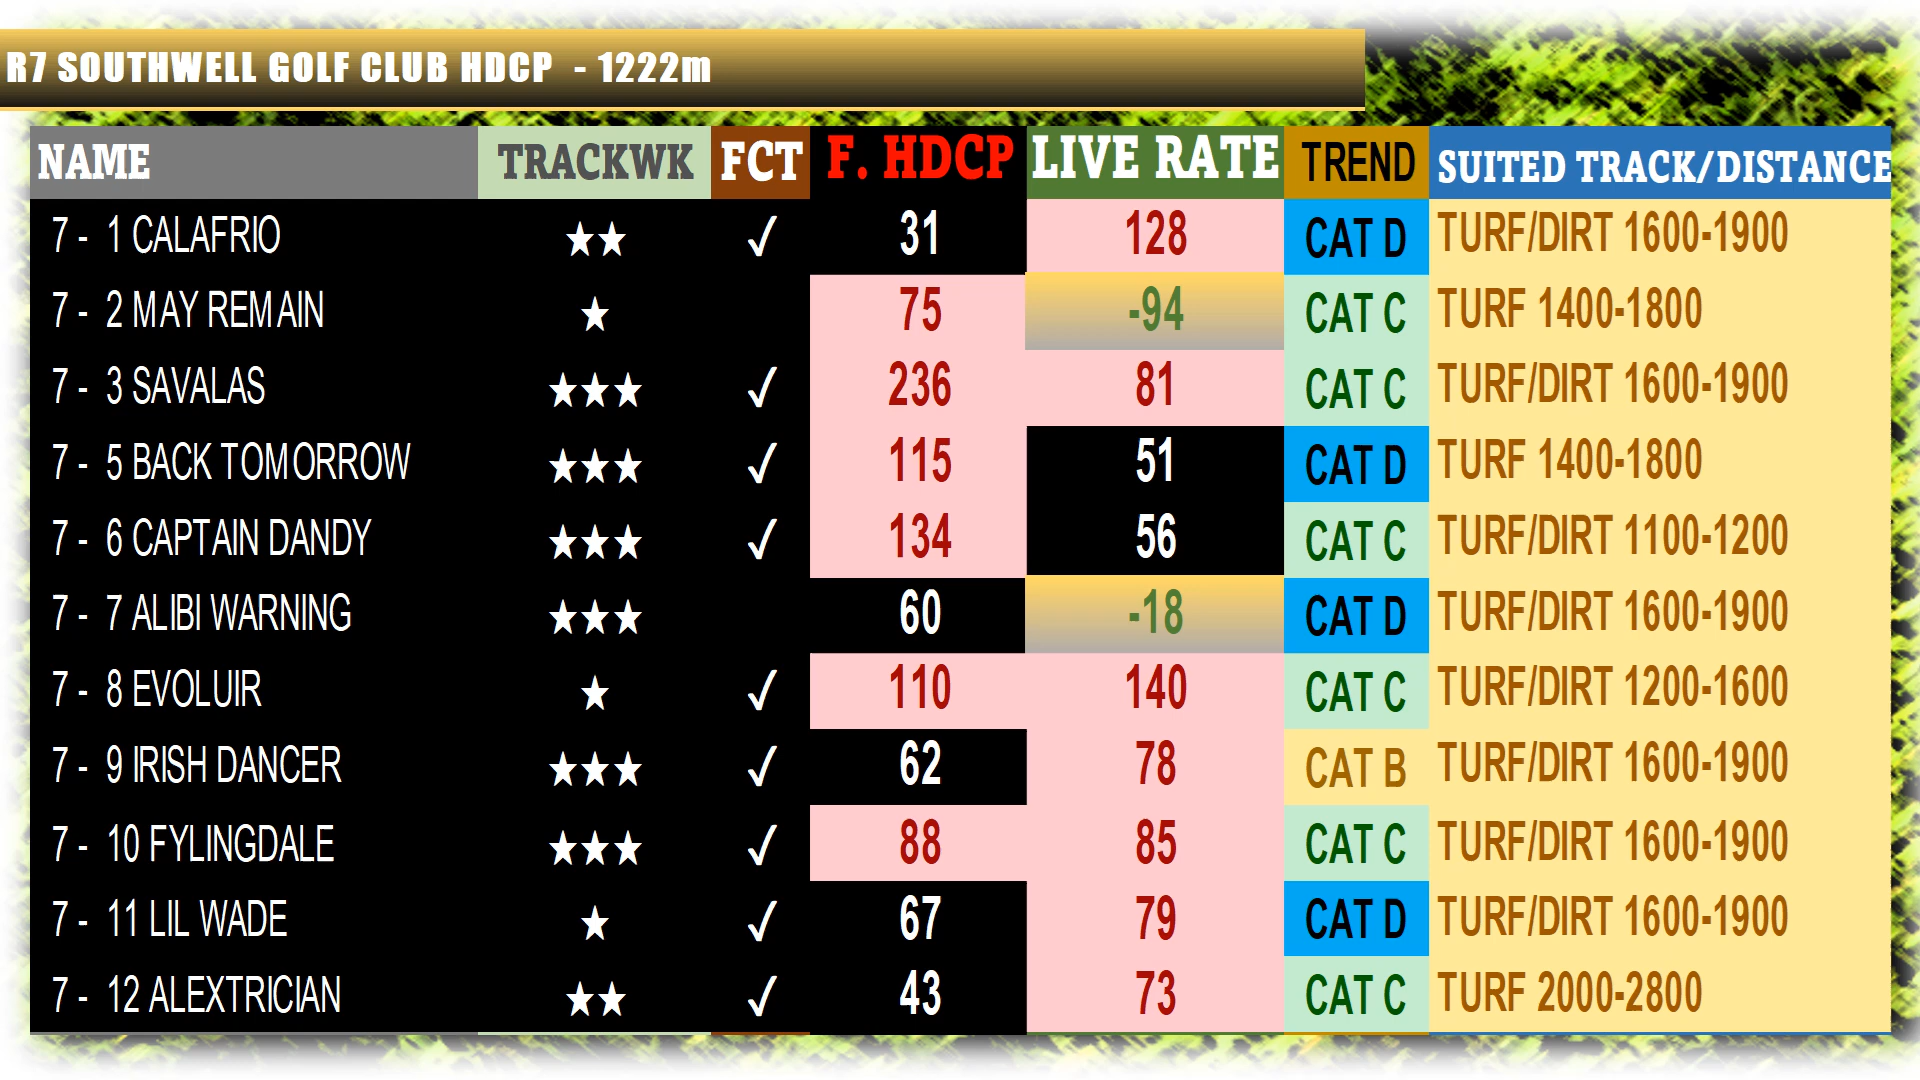 R7 SOUTHWELL GOLF CLUB HDCP - 1222m
NAME TRACKWK FCT F. HDCP LIVE RATE TREND SUITED TRACK/DISTANCE
7 - 1 CALAFRIO ★★ ✓ 31 128 CAT D TURF/DIRT 1600-1900
7 - 2 MAY REMAIN ★ 75 -94 CAT C TURF 1400-1800
7 - 3 SAVALAS ★★★ ✓ 236 81 CAT C TURF/DIRT 1600-1900
7 - 5 BACK TOMORROW ★★★ ✓ 115 51 CAT D TURF 1400-1800
7 - 6 CAPTAIN DANDY ★★★ ✓ 134 56 CAT C TURF/DIRT 1100-1200
7 - 7 ALIBI WARNING ★★★ 60 -18 CAT D TURF/DIRT 1600-1900
7 - 8 EVOLUIR ★ ✓ 110 140 CAT C TURF/DIRT 1200-1600
7 - 9 IRISH DANCER ★★★ ✓ 62 78 CAT B TURF/DIRT 1600-1900
7 - 10 FYLINGDALE ★★★ ✓ 88 85 CAT C TURF/DIRT 1600-1900
7 - 11 LIL WADE ★ ✓ 67 79 CAT D TURF/DIRT 1600-1900
7 - 12 ALEXTRICIAN ★★ ✓ 43 73 CAT C TURF 2000-2800